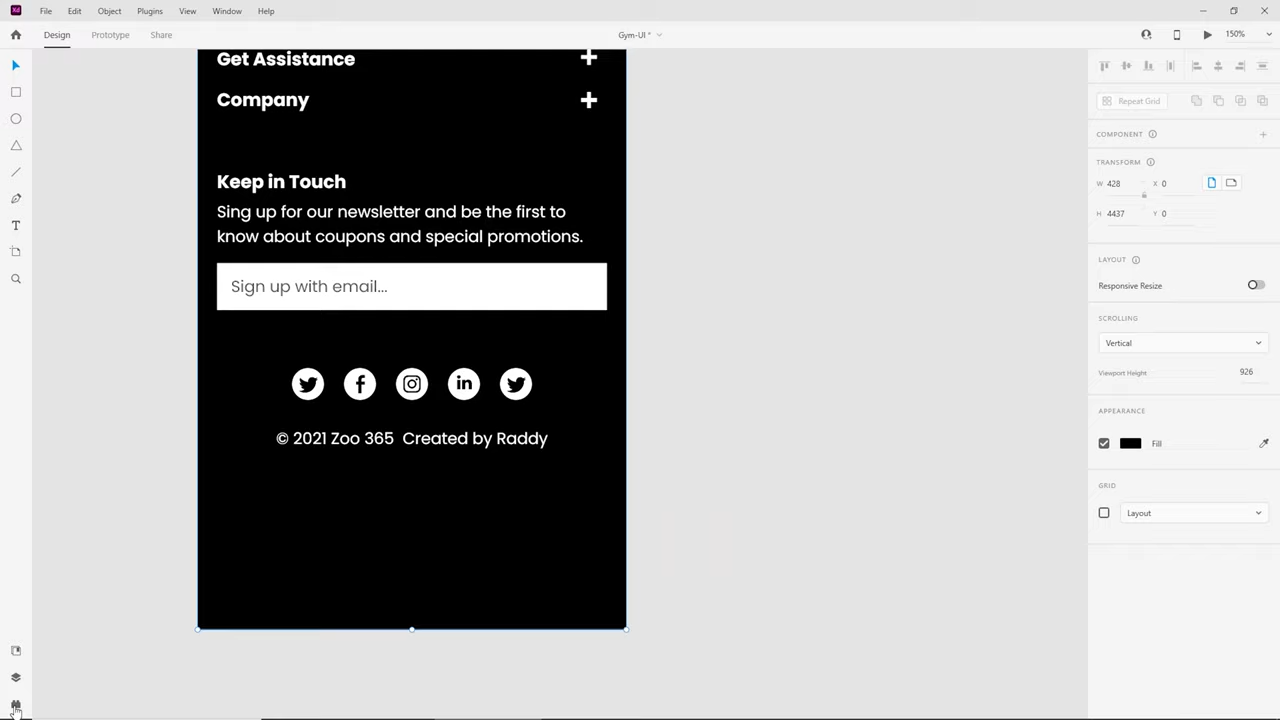 Xd File Edit Object Plugins View Window Help
Design Prototype Share Gym-UI * 150%
Get Assistance +
Company +
Keep in Touch
Sing up for our newsletter and be the first to
know about coupons and special promotions.
Sign up with email...
in
© 2021 Zoo 365 Created by Raddy
Repeat Grid
COMPONENT
TRANSFORM
W 428 X 0
H 4437 Y 0
LAYOUT
Responsive Resize
SCROLLING
Vertical
Viewport Height 926
APPEARANCE
Fill
GRID
Layout